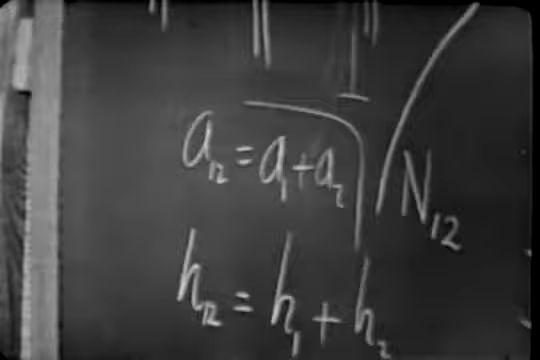 a₁₂ = a₁ + a₂
N₁₂
h₁₂ = h₁ + h₂